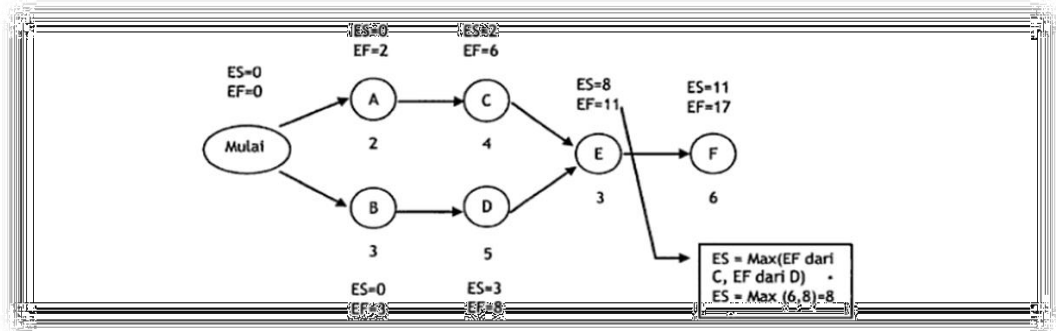 ES=0
EF=2
ES=2
EF=6
ES=0
EF=0
ES=8
EF=11
ES=11
EF=17
A
C
Mulai
2
4
E
F
3
6
B
D
3
5
ES=0
EF=3
ES=3
EF=8
ES = Max(EF dari
C, EF dari D)
ES = Max (6,8)=8